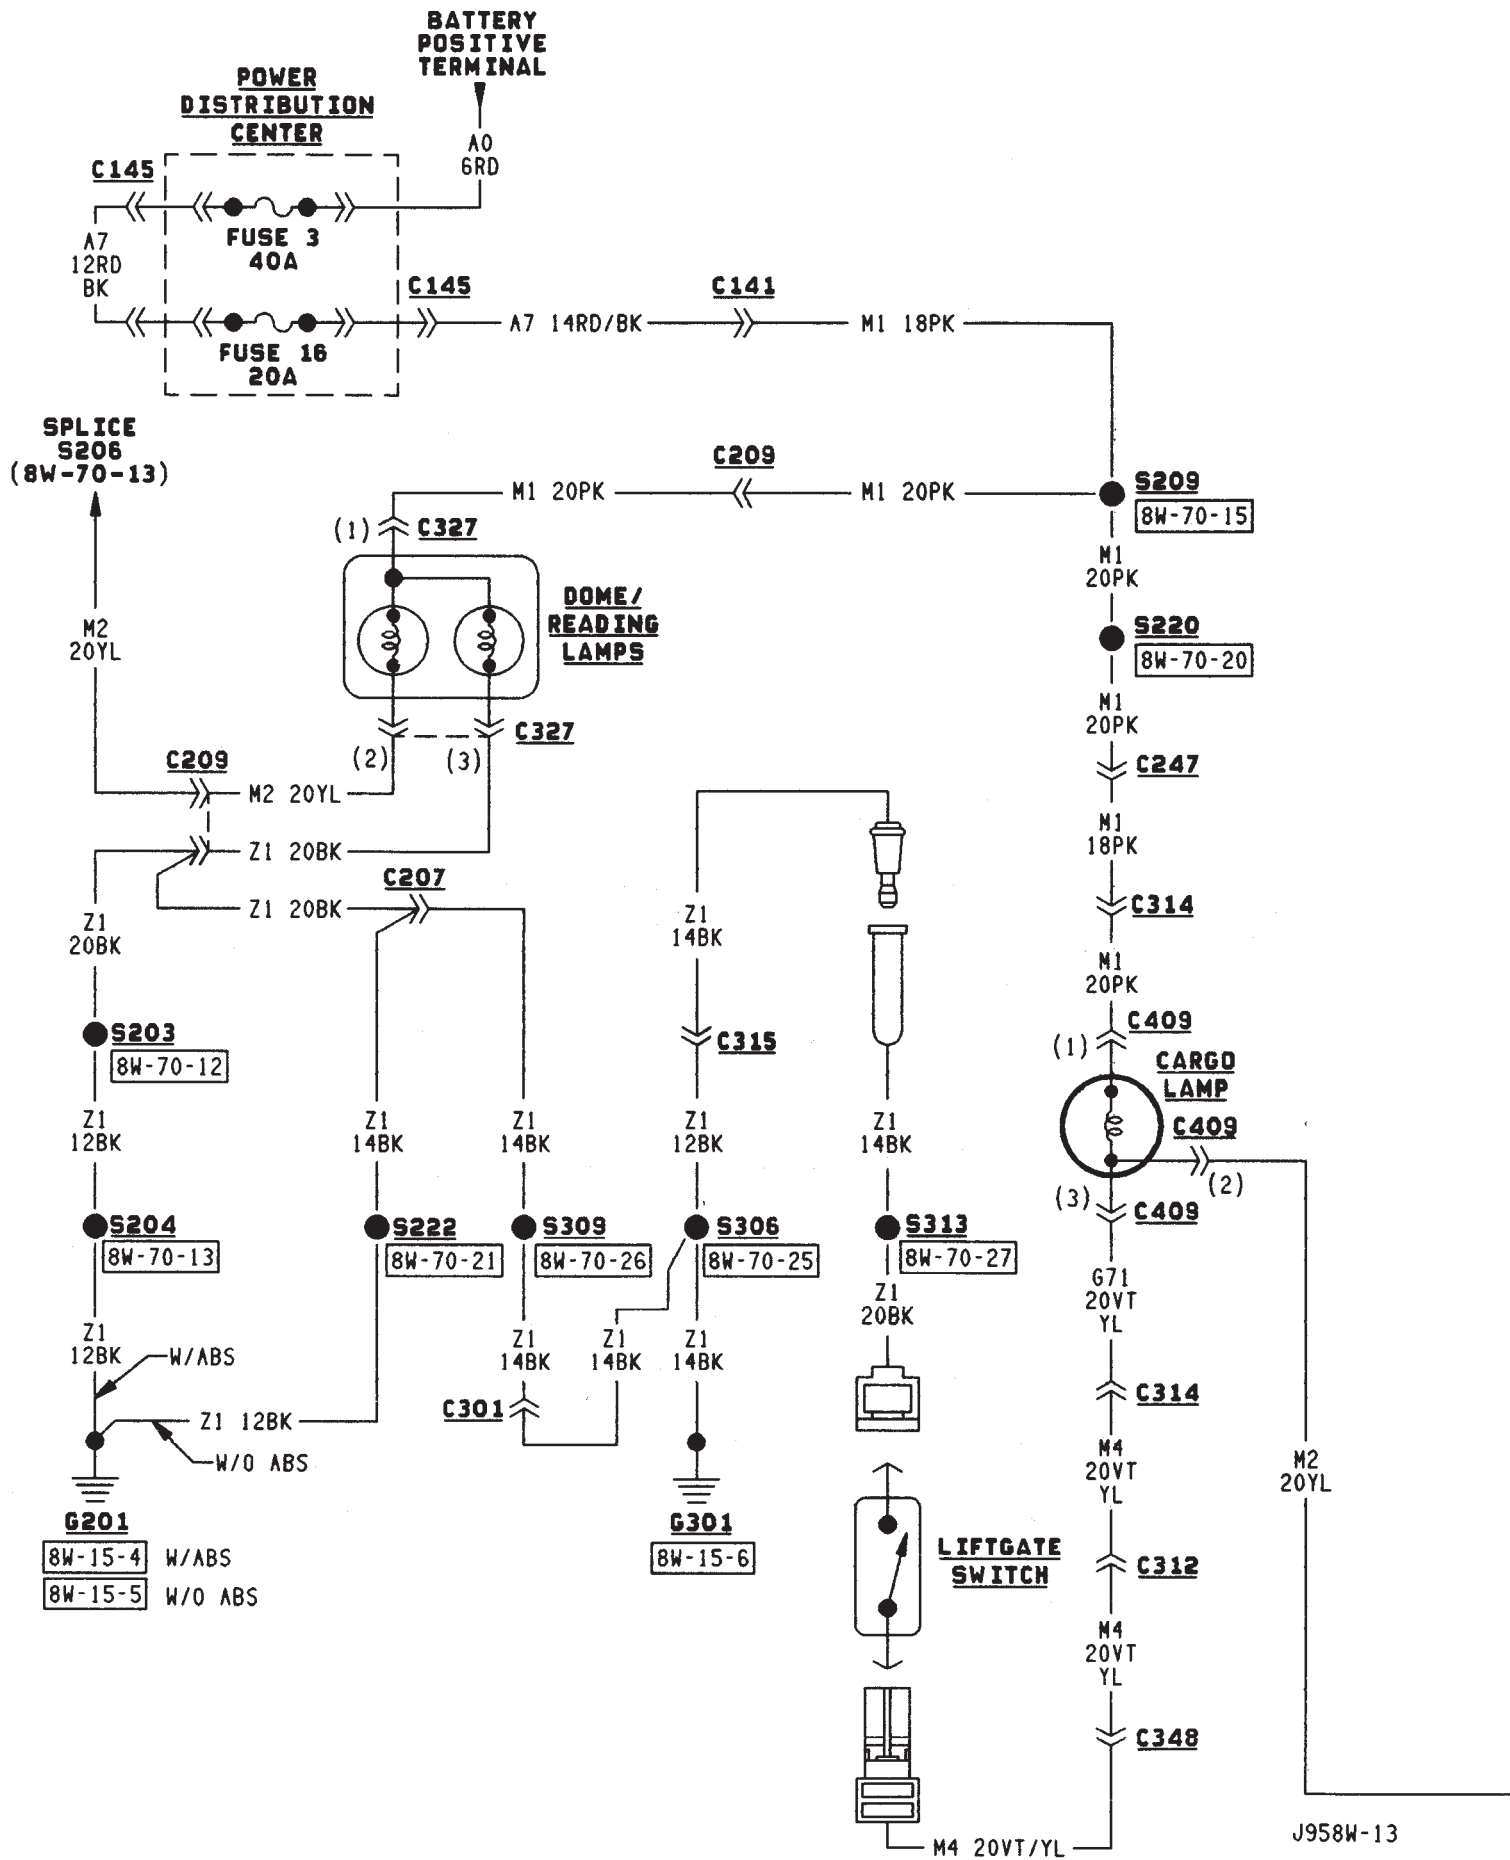 BATTERY
POSITIVE
TERMINAL
POWER
DISTRIBUTION
CENTER
A0
6RD
C145
FUSE 3
40A
A7
12RD
BK
C145
C141
A7 14RD/BK
M1 18PK
FUSE 16
20A
SPLICE
S206
(8W-70-13)
C209
M1 20PK
M1 20PK
S209
8W-70-15
(1)
C327
M1
20PK
DOME/
READING
LAMPS
M2
20YL
S220
8W-70-20
M1
20PK
C327
(2)
(3)
C209
M2 20YL
C247
Z1 20BK
M1
18PK
C207
Z1 20BK
C314
Z1
20BK
Z1
14BK
M1
20PK
S203
8W-70-12
C315
C409
(1)
CARGO
LAMP
C409
(2)
Z1
12BK
Z1
14BK
Z1
14BK
Z1
12BK
Z1
14BK
(3)
C409
S204
8W-70-13
S222
8W-70-21
S309
8W-70-26
S306
8W-70-25
S313
8W-70-27
G71
20VT
YL
Z1
20BK
Z1
12BK
W/ABS
Z1
14BK
Z1
14BK
Z1
14BK
C314
C301
Z1 12BK
W/O ABS
M4
20VT
YL
M2
20YL
G201
8W-15-4 W/ABS
8W-15-5 W/O ABS
G301
8W-15-6
LIFTGATE
SWITCH
C312
M4
20VT
YL
C348
M4 20VT/YL
J958W-13